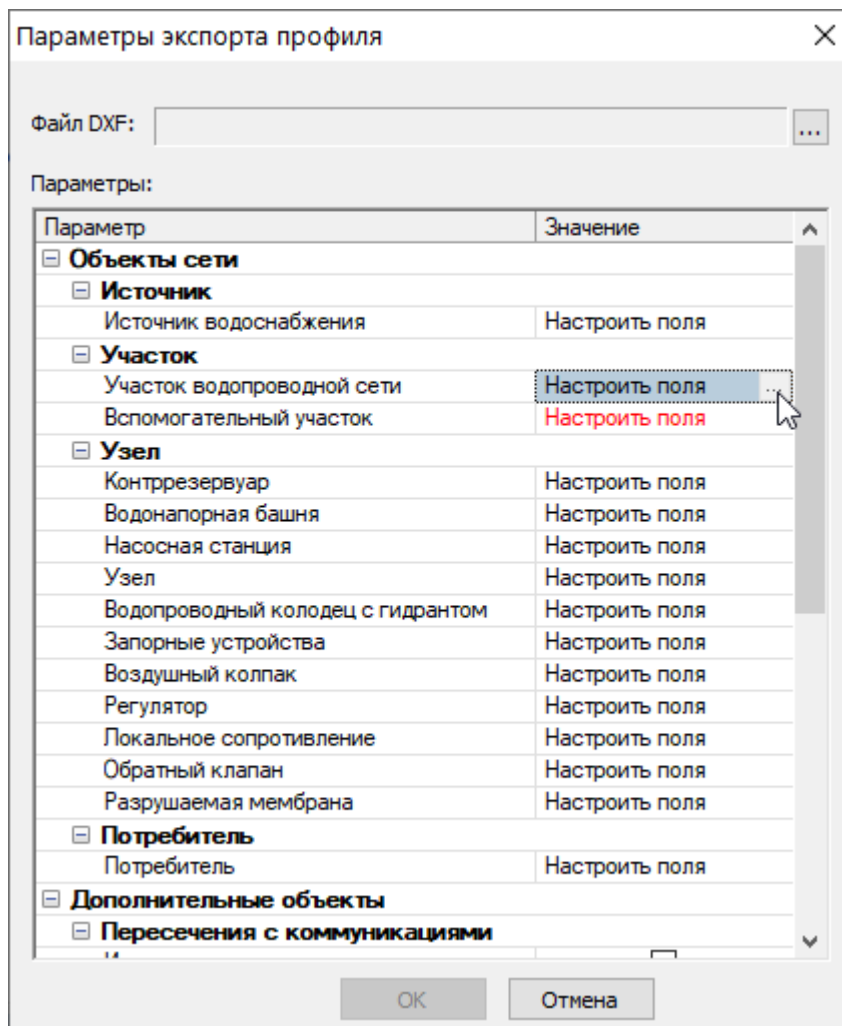 Параметры экспорта профиля
Файл DXF: ...
Параметры:
Параметр Значение
Объекты сети
Источник
Источник водоснабжения Настроить поля
Участок
Участок водопроводной сети Настроить поля ...
Вспомогательный участок Настроить поля
Узел
Контррезервуар Настроить поля
Водонапорная башня Настроить поля
Насосная станция Настроить поля
Узел Настроить поля
Водопроводный колодец с гидрантом Настроить поля
Запорные устройства Настроить поля
Воздушный колпак Настроить поля
Регулятор Настроить поля
Локальное сопротивление Настроить поля
Обратный клапан Настроить поля
Разрушаемая мембрана Настроить поля
Потребитель
Потребитель Настроить поля
Дополнительные объекты
Пересечения с коммуникациями
OK Отмена